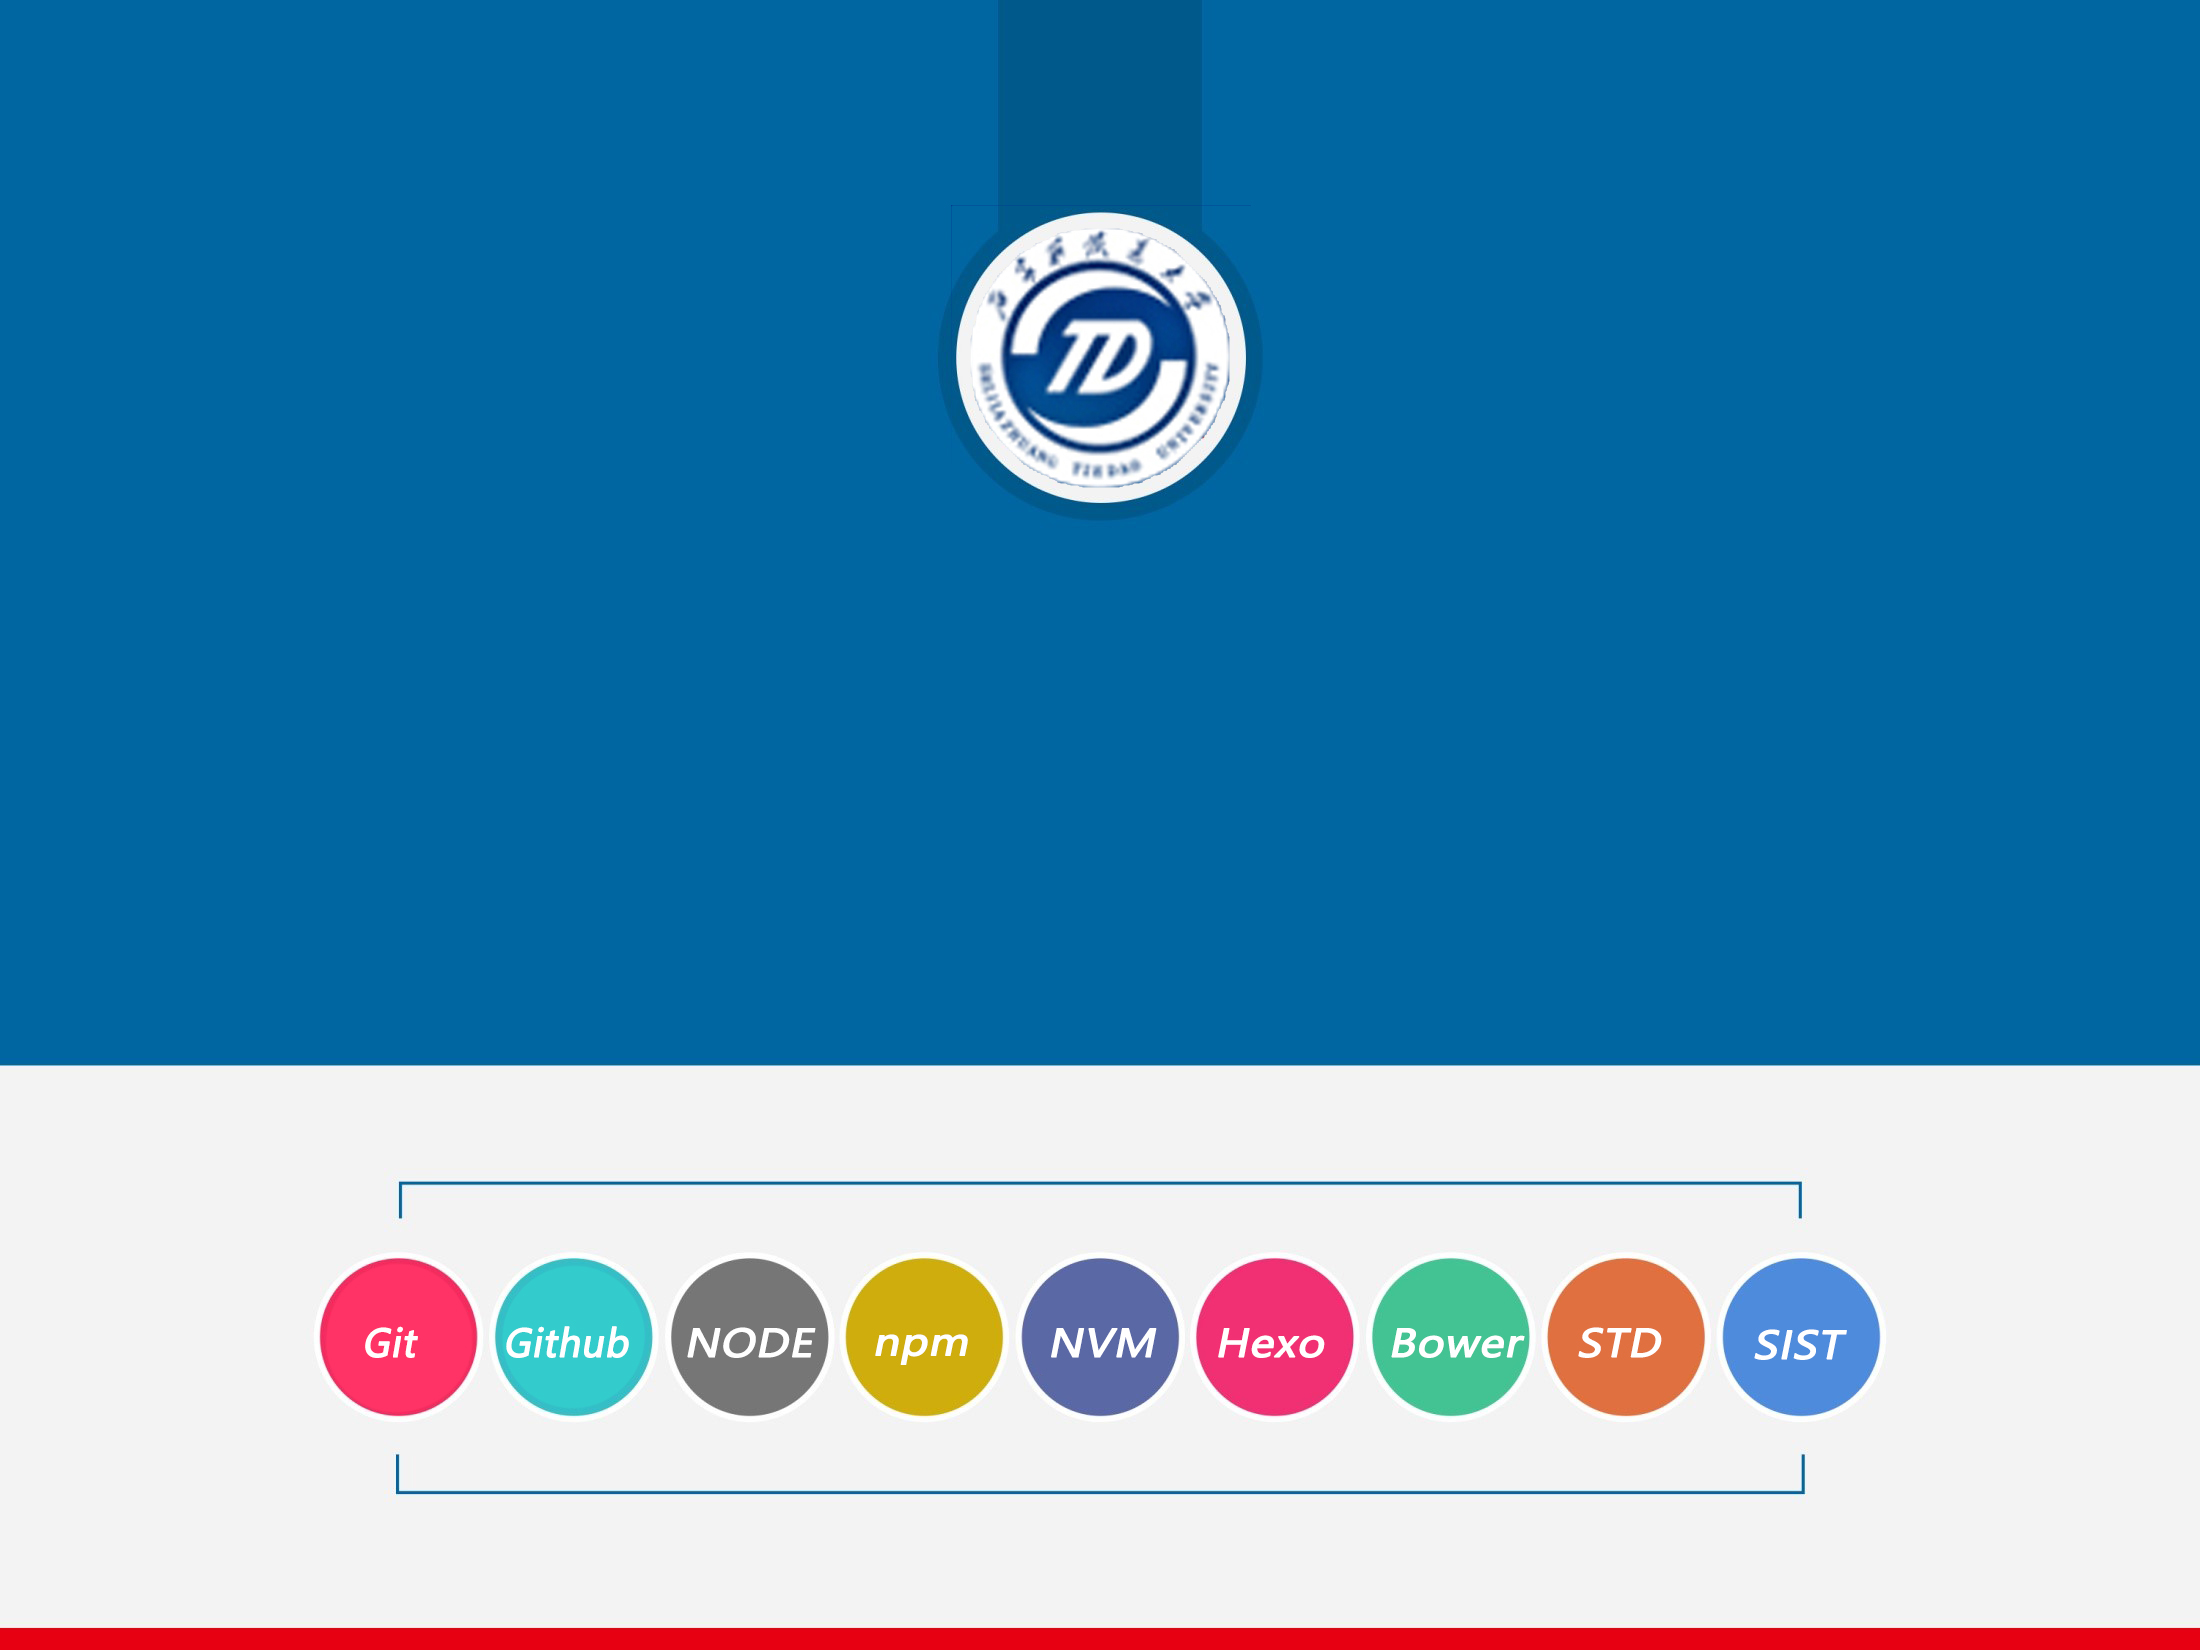 石家庄铁道大学
SHIJIAZHUANG TIEDAO UNIVERSITY
TD
Git
Github
NODE
npm
NVM
Hexo
Bower
STD
SIST